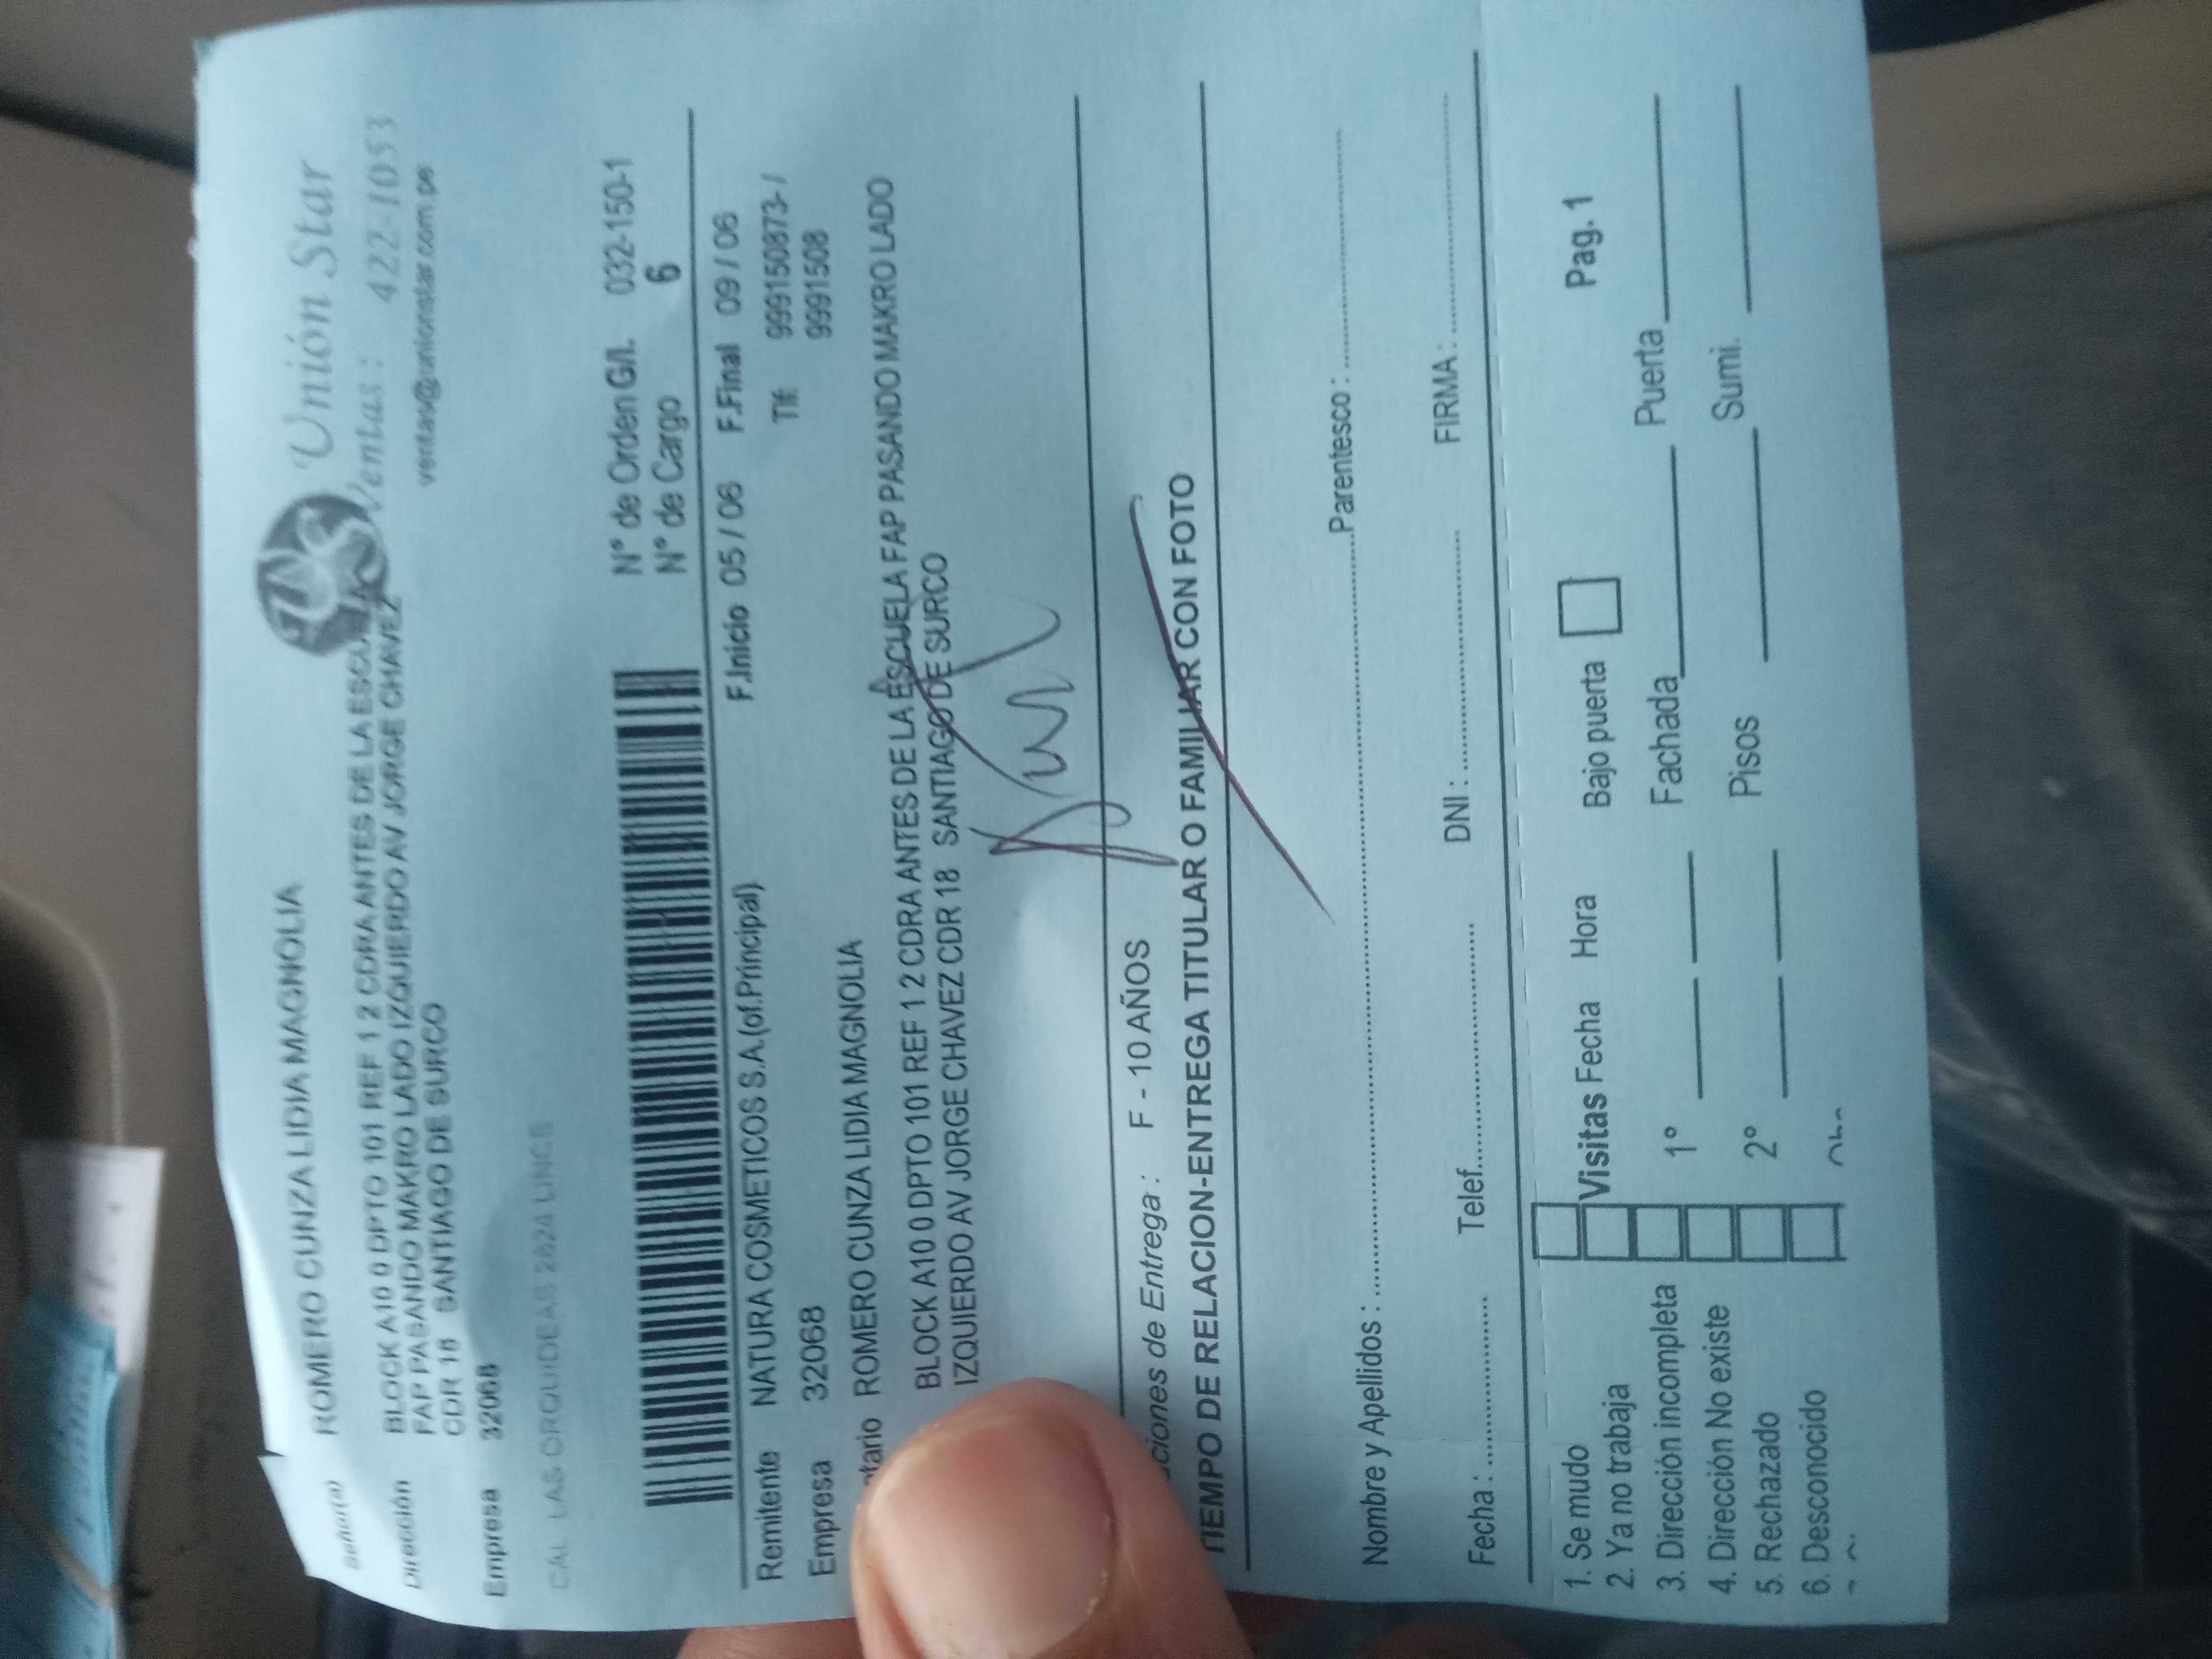 Unión Star
Ventas : 422-1053
ventas@unionstar.com.pe
Señor(a) ROMERO CUNZA LIDIA MAGNOLIA
Dirección BLOCK A10 0 DPTO 101 REF 1 2 CDRA ANTES DE LA ESCUELA
FAP PASANDO MAKRO LADO IZQUIERDO AV JORGE CHAVEZ
CDR 18 SANTIAGO DE SURCO
Empresa 32068
CAL LAS ORQUIDEAS 2624 LINCE
N° de Orden G/I. 032-150-1
N° de Cargo 6
F.Inicio 05 / 06 F.Final 09 / 06
Remitente NATURA COSMETICOS S.A.(of.Principal)
Tlf: 999150873-/
9991508
Empresa 32068
tario ROMERO CUNZA LIDIA MAGNOLIA
BLOCK A10 0 DPTO 101 REF 1 2 CDRA ANTES DE LA ESCUELA FAP PASANDO MAKRO LADO
IZQUIERDO AV JORGE CHAVEZ CDR 18 SANTIAGO DE SURCO
ciones de Entrega : F - 10 AÑOS
TIEMPO DE RELACION-ENTREGA TITULAR O FAMILIAR CON FOTO
Nombre y Apelidos : Parentesco :
Fecha : Telef. DNI : FIRMA :
1. Se mudo
2. Ya no trabaja
3. Dirección incompleta
4. Dirección No existe
5. Rechazado
6. Desconocido
Visitas Fecha Hora Bajo puerta Pag. 1
1° Fachada Puerta
2° Pisos Sumi.